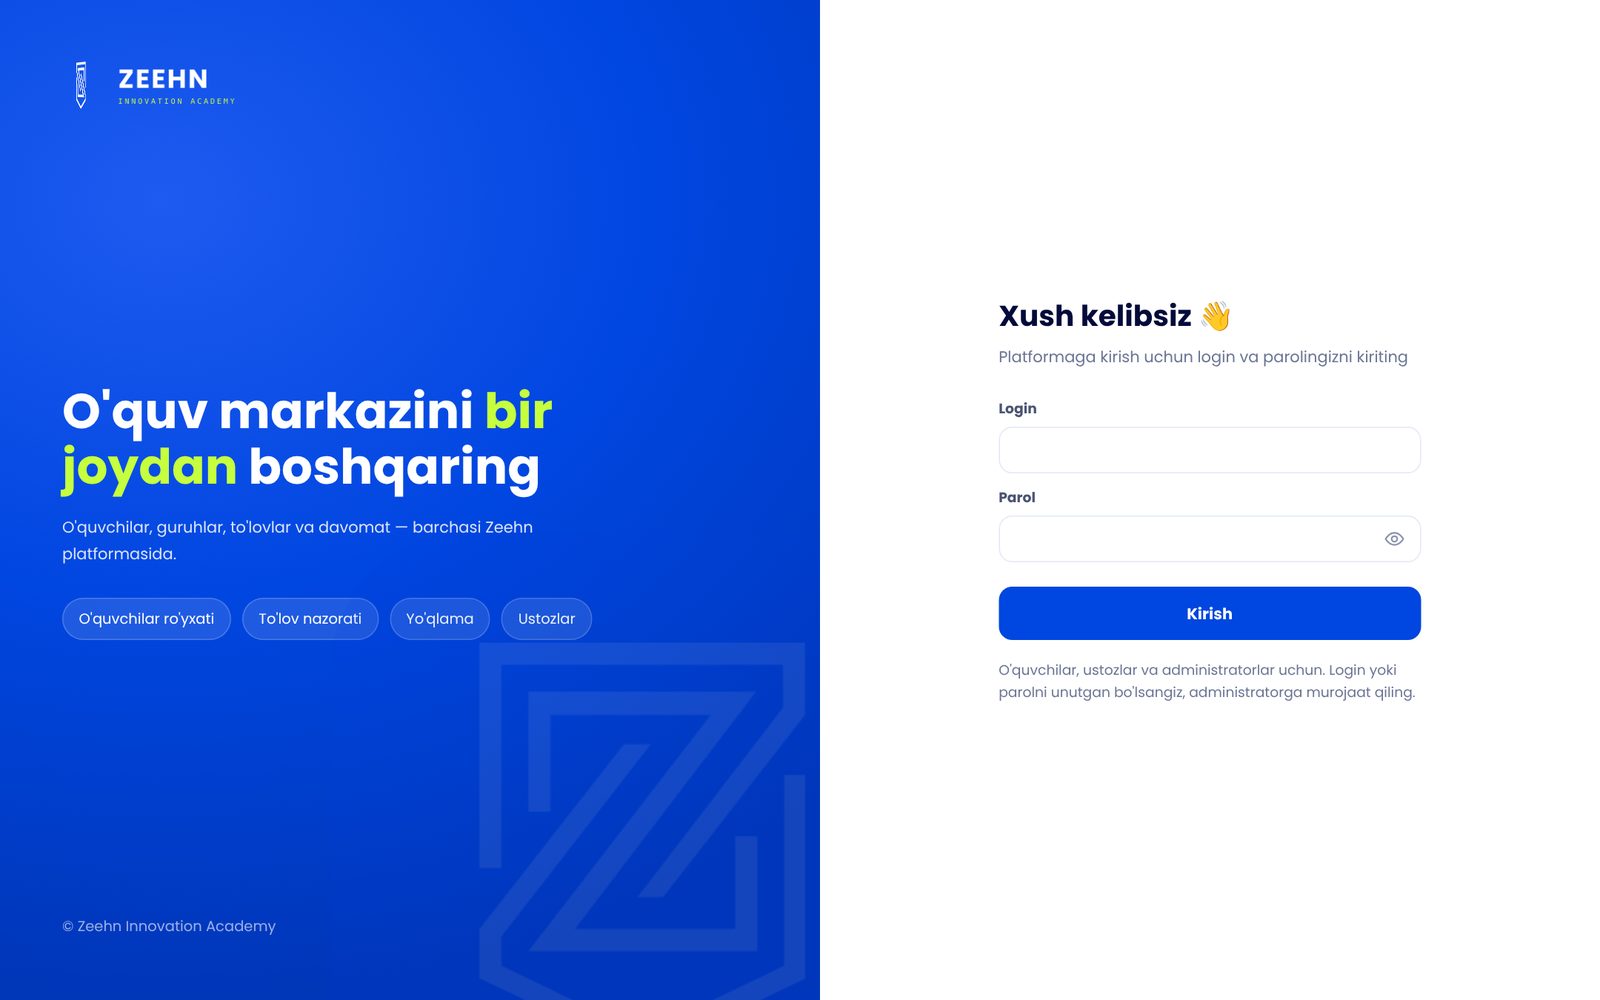 ZEEHN
INNOVATION ACADEMY
O'quv markazini bir
joydan boshqaring
O'quvchilar, guruhlar, to'lovlar va davomat — barchasi Zeehn
platformasida.
O'quvchilar ro'yxati To'lov nazorati Yo'qlama Ustozlar
© Zeehn Innovation Academy
Xush kelibsiz 👋
Platformaga kirish uchun login va parolingizni kiriting
Login
Parol
Kirish
O'quvchilar, ustozlar va administratorlar uchun. Login yoki
parolni unutgan bo'lsangiz, administratorga murojaat qiling.